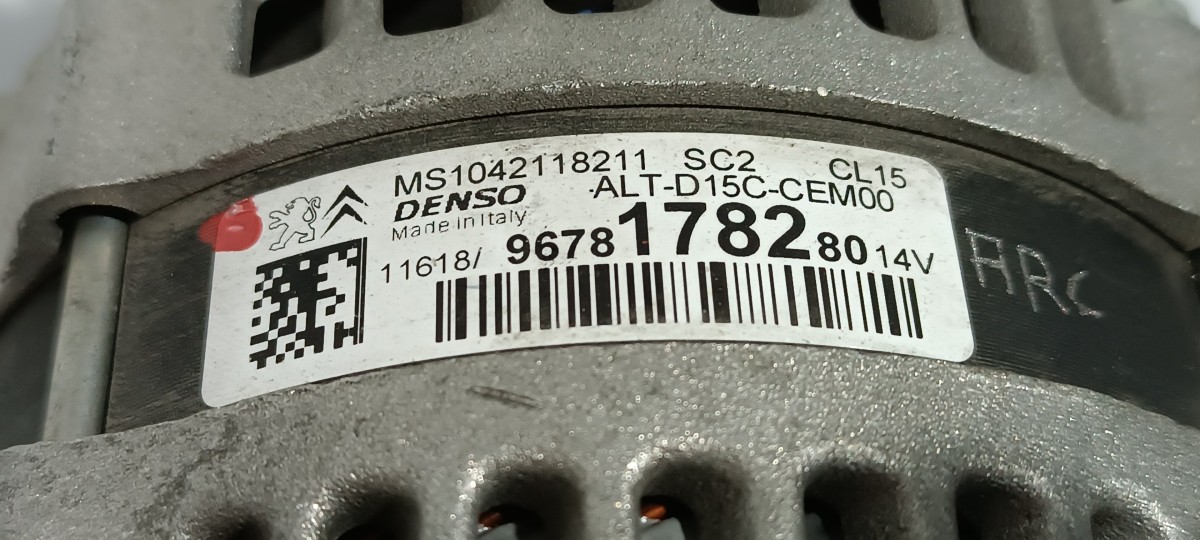 MS1042118211 SC2 CL15
DENSO ALT-D15C-CEM00
Made in Italy
11618/ 9678178280 14V
ARC